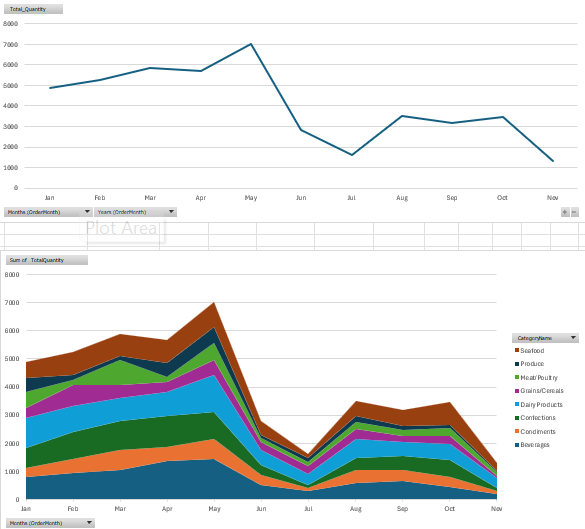 Total_Quantity
8000
7000
6000
5000
4000
3000
2000
1000
0
Jan Feb Mar Apr May Jun Jul Aug Sep Oct Nov
Months (OrderMonth) Years (OrderMonth)
Plot Area
Sum of TotalQuantity
8000
7000
6000
5000
4000
3000
2000
1000
0
Jan Feb Mar Apr May Jun Jul Aug Sep Oct Nov
CategoryName
Seafood
Produce
Meat/Poultry
Grains/Cereals
Dairy Products
Confections
Condiments
Beverages
Months (OrderMonth)